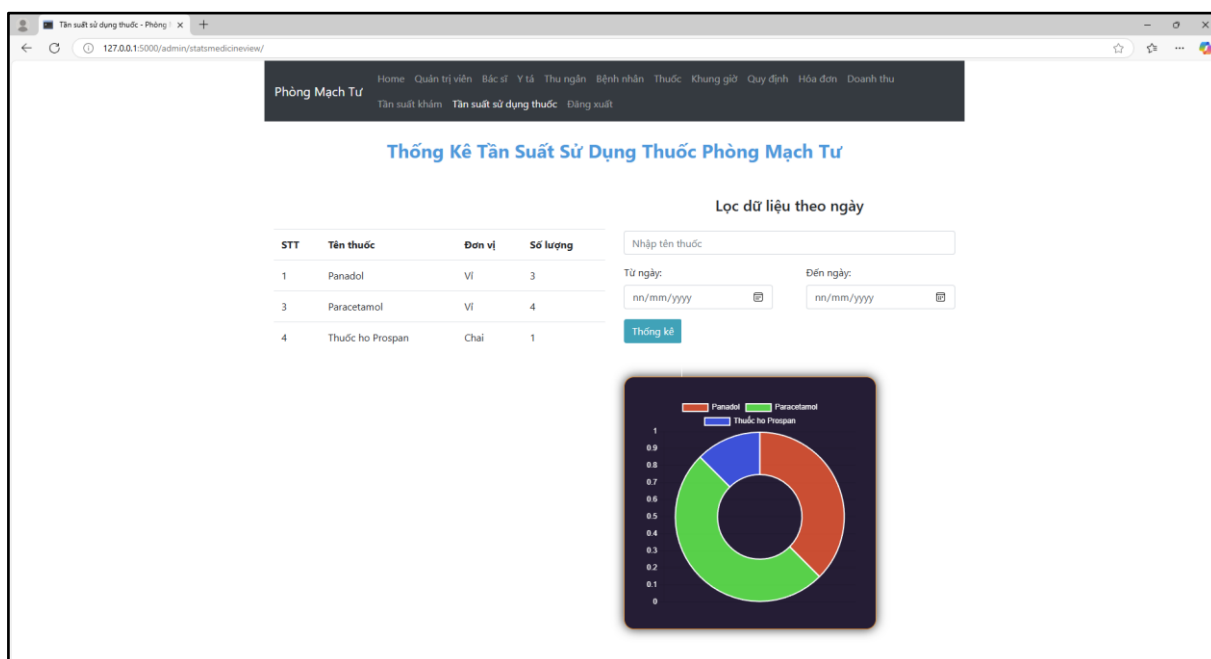 Tần suất sử dụng thuốc - Phòng
127.0.0.1:5000/admin/statsmedicineview/
Phòng Mạch Tư
Home Quản trị viên Bác sĩ Y tá Thu ngân Bệnh nhân Thuốc Khung giờ Quy định Hóa đơn Doanh thu
Tần suất khám Tần suất sử dụng thuốc Đăng xuất
Thống Kê Tần Suất Sử Dụng Thuốc Phòng Mạch Tư
STT Tên thuốc Đơn vị Số lượng
1 Panadol Vỉ 3
3 Paracetamol Vỉ 4
4 Thuốc ho Prospan Chai 1
Lọc dữ liệu theo ngày
Nhập tên thuốc
Từ ngày: Đến ngày:
nn/mm/yyyy nn/mm/yyyy
Thống kê
Panadol Paracetamol
Thuốc ho Prospan
1
0.9
0.8
0.7
0.6
0.5
0.4
0.3
0.2
0.1
0